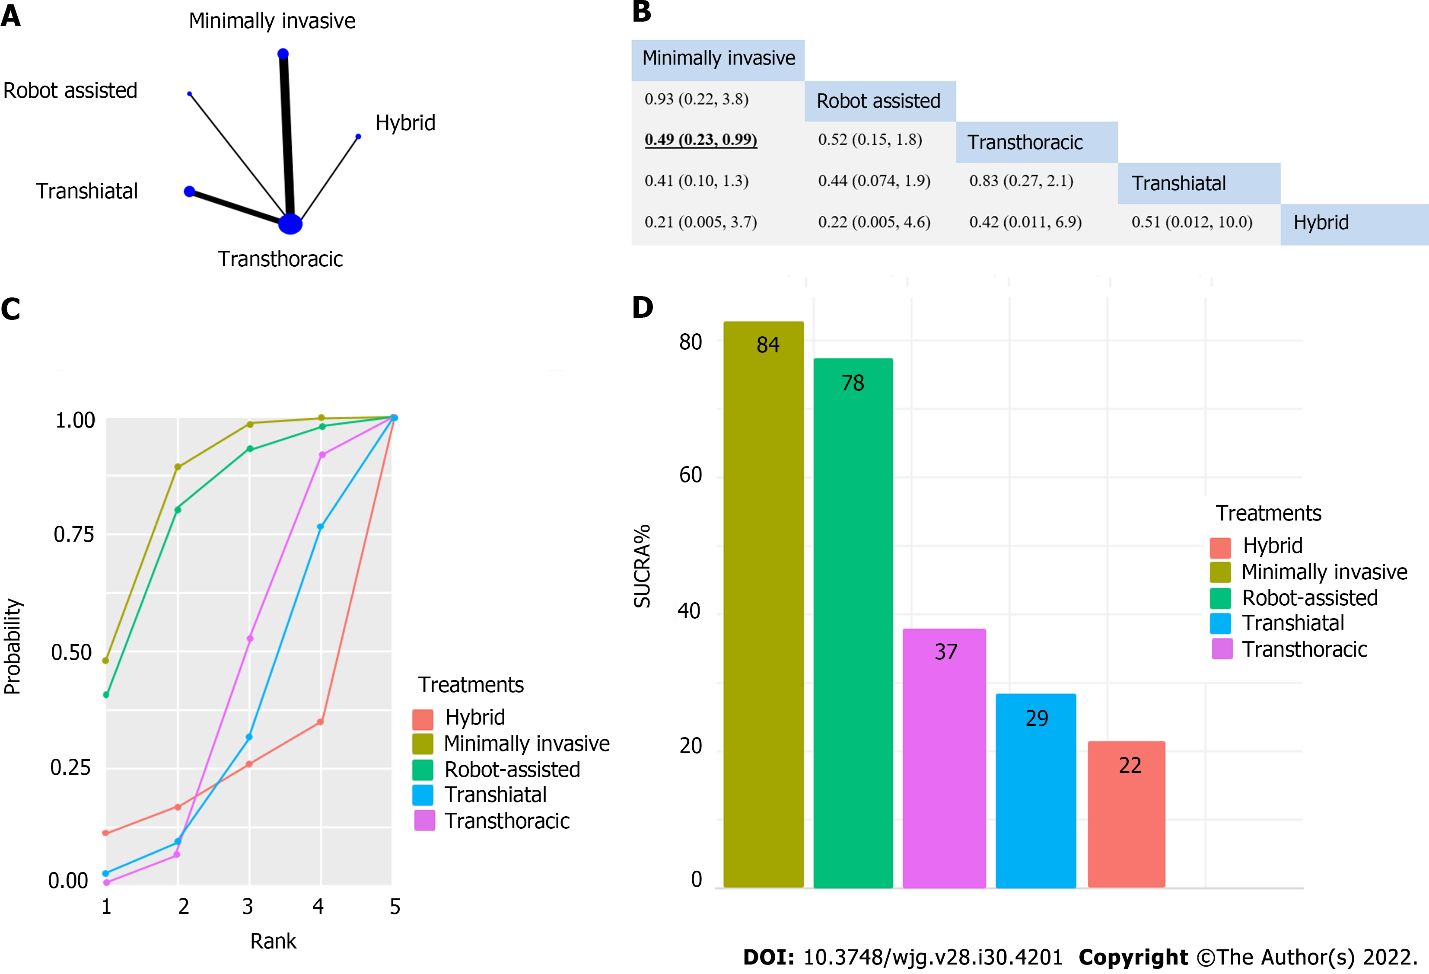 A
Minimally invasive
Robot assisted
Hybrid
Transhiatal
Transthoracic
B
Minimally invasive
0.93 (0.22, 3.8) Robot assisted
0.49 (0.23, 0.99) 0.52 (0.15, 1.8) Transthoracic
0.41 (0.10, 1.3) 0.44 (0.074, 1.9) 0.83 (0.27, 2.1) Transhiatal
0.21 (0.005, 3.7) 0.22 (0.005, 4.6) 0.42 (0.011, 6.9) 0.51 (0.012, 10.0) Hybrid
C
1.00
0.75
0.50
0.25
0.00
Probability
1 2 3 4 5
Rank
Treatments
Hybrid
Minimally invasive
Robot-assisted
Transhiatal
Transthoracic
D
80
60
40
20
0
SUCRA%
84
78
37
29
22
Treatments
Hybrid
Minimally invasive
Robot-assisted
Transhiatal
Transthoracic
DOI: 10.3748/wjg.v28.i30.4201 Copyright ©The Author(s) 2022.